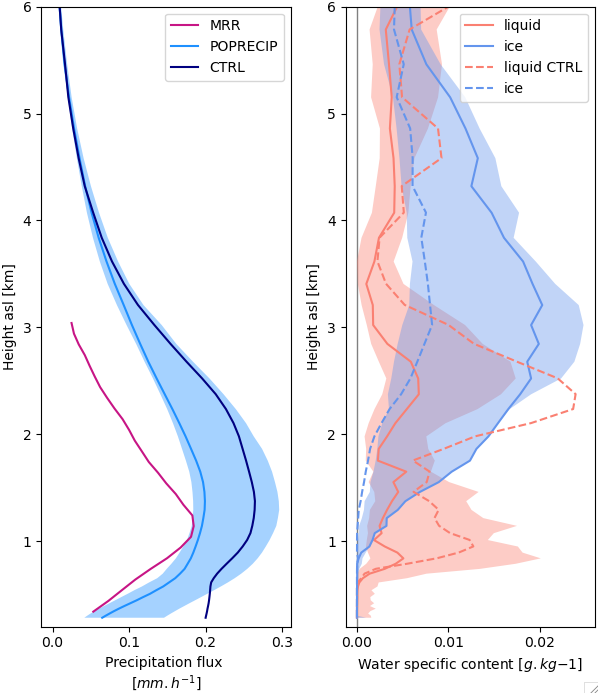 6
5
4
3
2
1
Height asl [km]
MRR
POPRECIP
CTRL
0.0 0.1 0.2 0.3
Precipitation flux
[mm.h⁻¹]
6
5
4
3
2
1
Height asl [km]
liquid
ice
liquid CTRL
ice
0.00 0.01 0.02
Water specific content [g.kg−1]